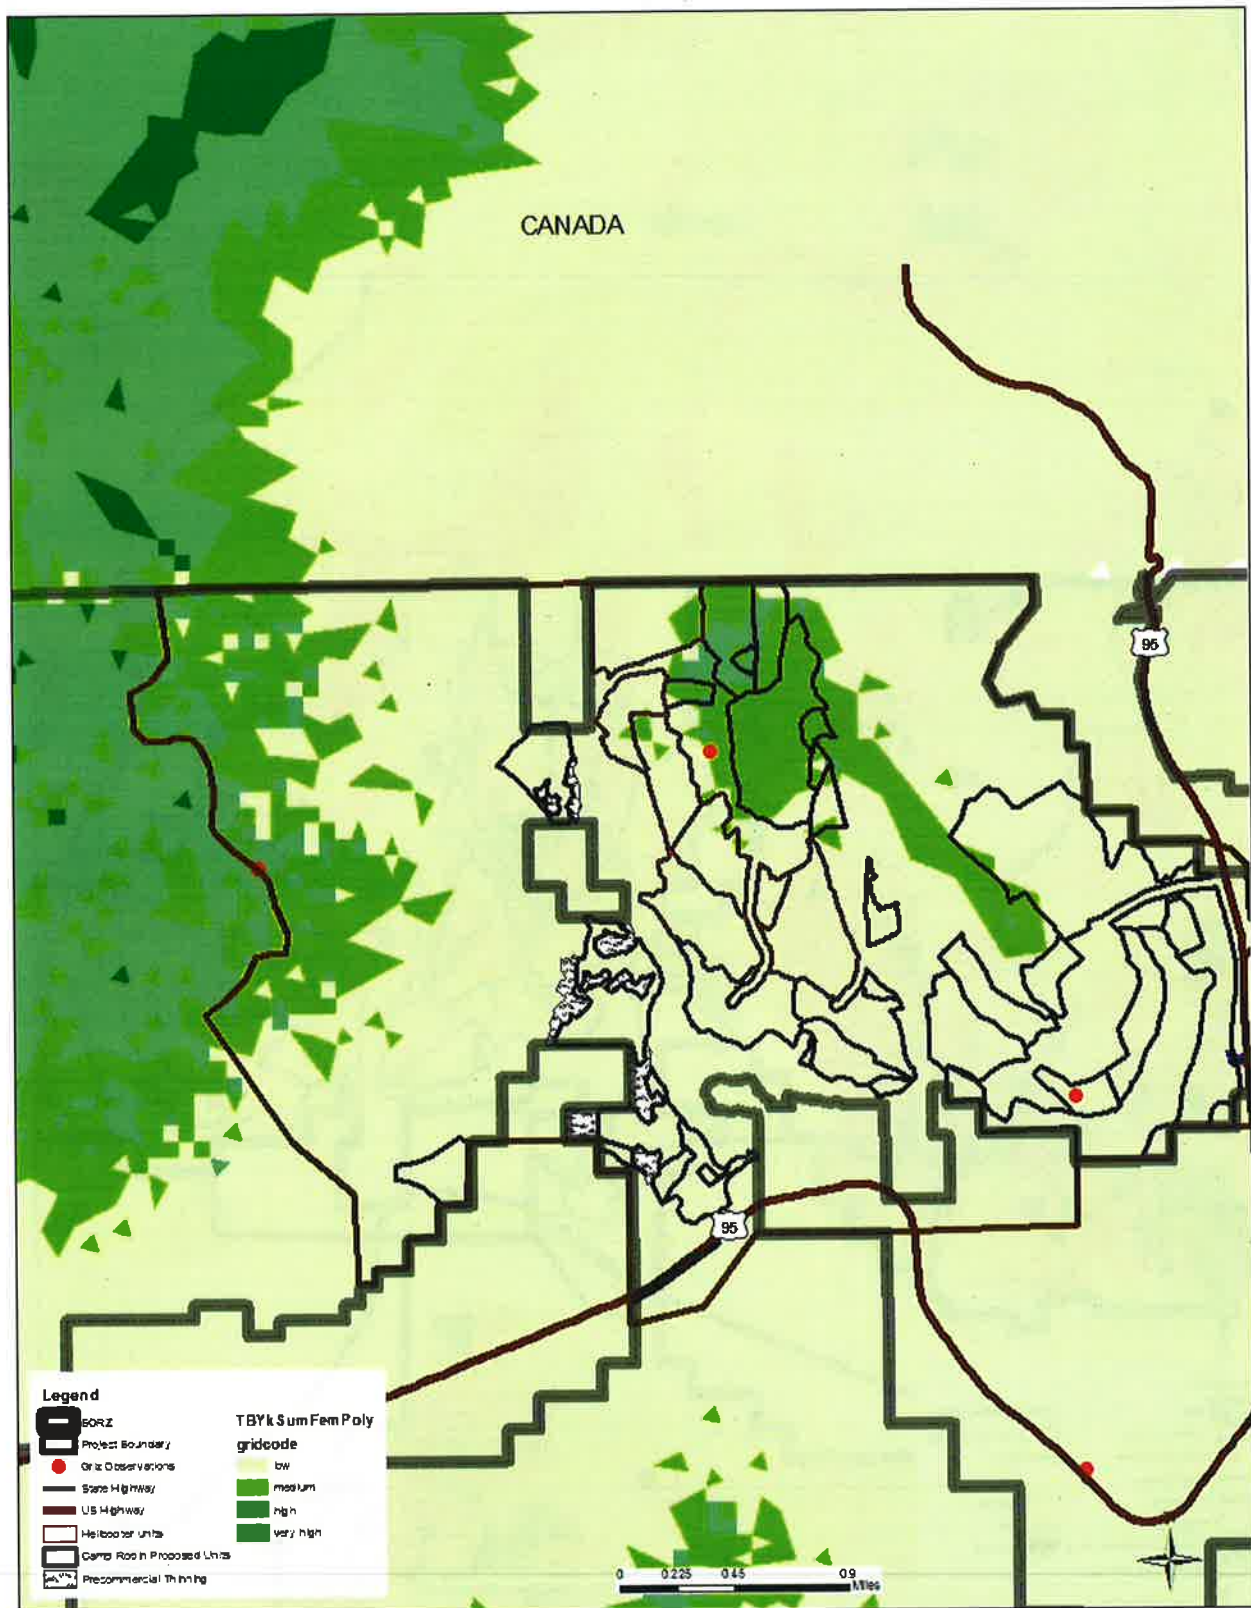 CANADA
95
95
Legend
BORZ
Project Boundary
Griz Observations
State Highway
US Highway
Helicopter units
Camp Robin Proposed Units
Precommercial Thinning
TBYkSumFemPoly
gridcode
low
medium
high
very high
0 0.225 0.45 0.9
Miles